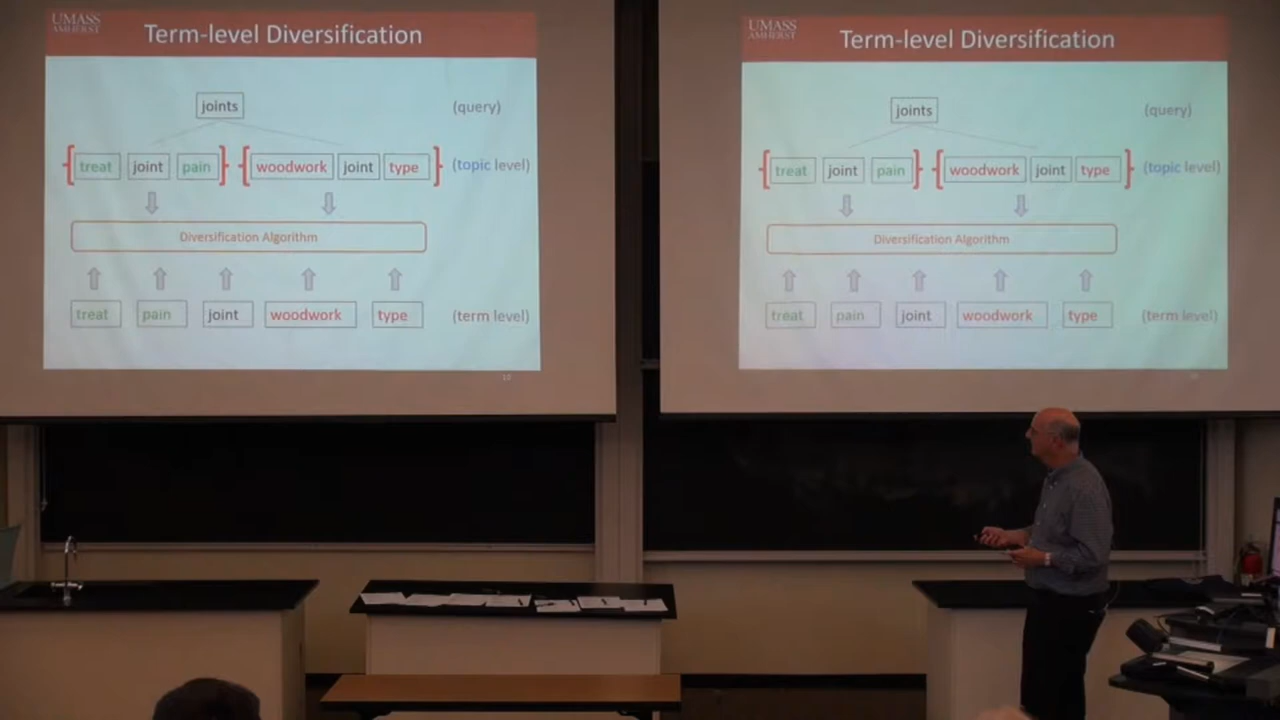 UMASS
AMHERST
Term-level Diversification
joints (query)
{ treat joint pain } { woodwork joint type } (topic level)
Diversification Algorithm
treat pain joint woodwork type (term level)
UMASS
AMHERST
Term-level Diversification
joints (query)
{ treat joint pain } { woodwork joint type } (topic level)
Diversification Algorithm
treat pain joint woodwork type (term level)